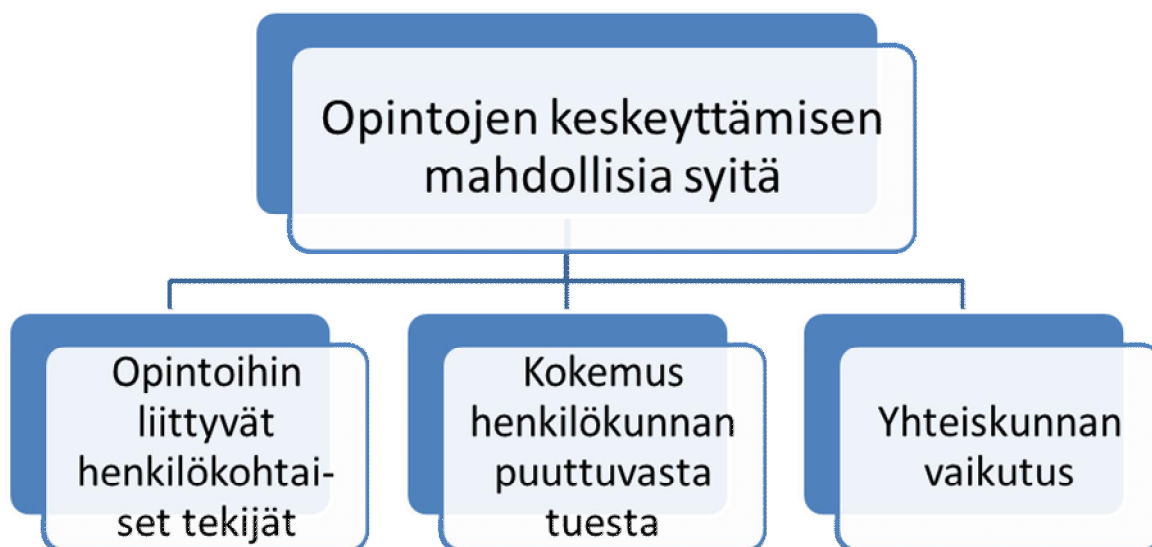 Opintojen keskeyttämisen
mahdollisia syitä
Opintoihin
liittyvät
henkilökohtai-
set tekijät
Kokemus
henkilökunnan
puuttuvasta
tuesta
Yhteiskunnan
vaikutus